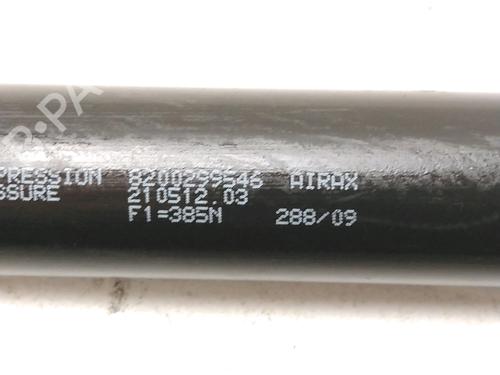 PRESSION 8200299546 AIRAX
SSURE 210512.03
F1=385N 288/09